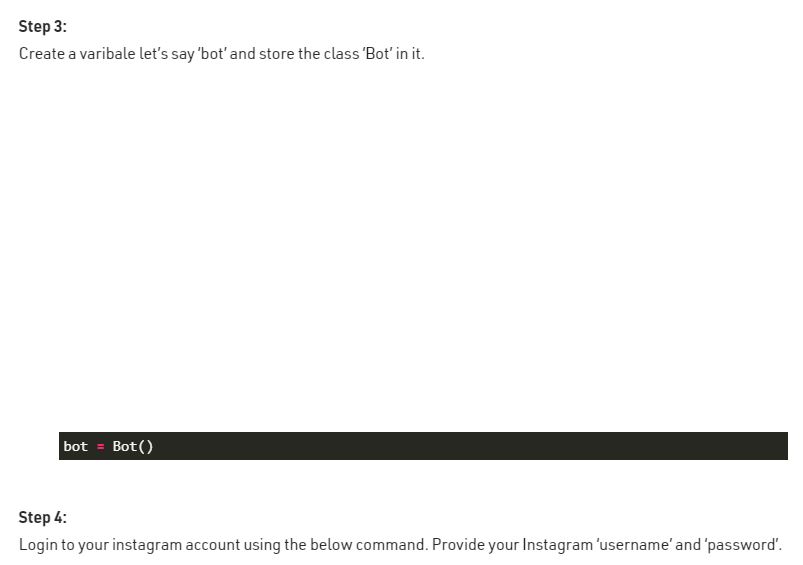 Step 3:
Create a varibale let’s say ‘bot’ and store the class ‘Bot’ in it.
bot = Bot()
Step 4:
Login to your instagram account using the below command. Provide your Instagram ‘username’ and ‘password’.